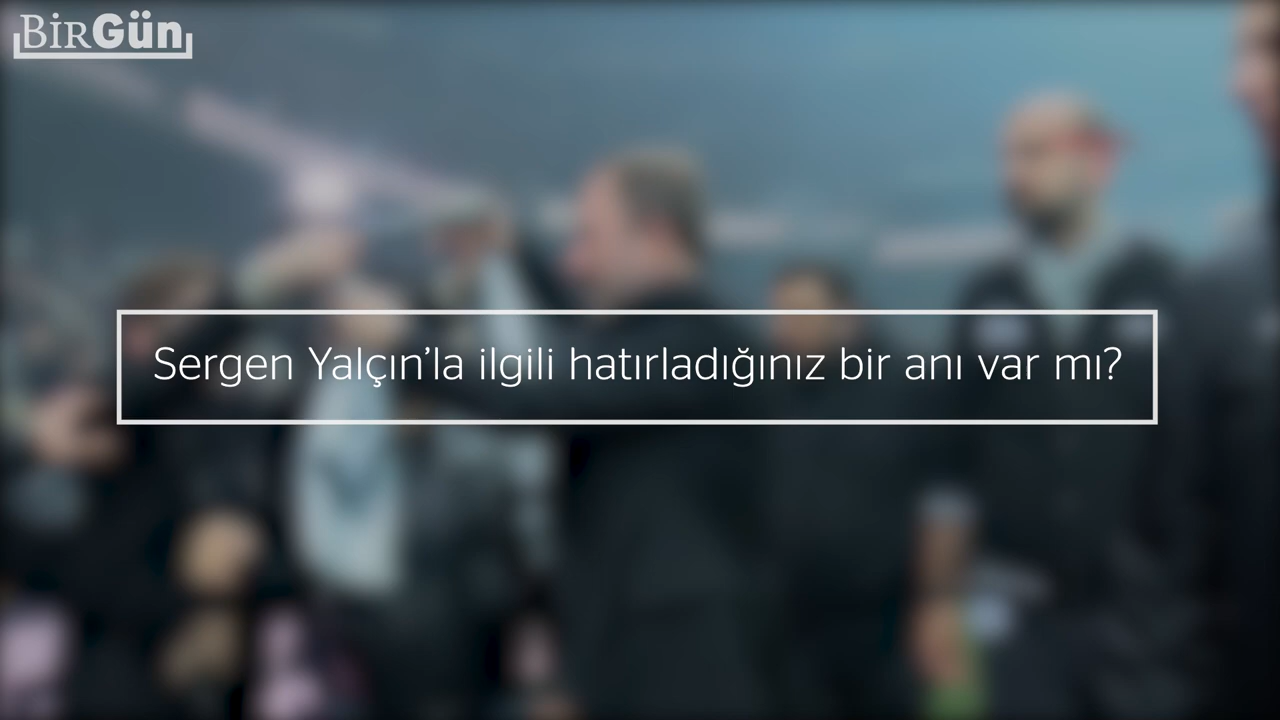 BirGün
Sergen Yalçın’la ilgili hatırladığınız bir anı var mı?